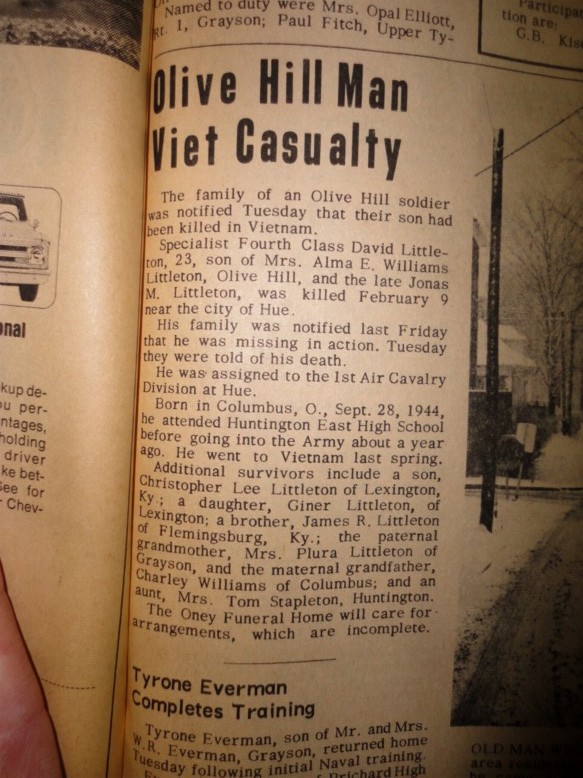 Named to duty were Mrs. Opal Elliott,
Rt. 1, Grayson; Paul Fitch, Upper Ty-
Participa
tion are:
G.B. Kis
Olive Hill Man
Viet Casualty
The family of an Olive Hill soldier
was notified Tuesday that their son had
been killed in Vietnam.
Specialist Fourth Class David Little-
ton, 23, son of Mrs. Alma E. Williams
Littleton, Olive Hill, and the late Jonas
M. Littleton, was killed February 9
near the city of Hue.
His family was notified last Friday
that he was missing in action. Tuesday
they were told of his death.
He was assigned to the 1st Air Cavalry
Division at Hue.
Born in Columbus, O., Sept. 28, 1944,
he attended Huntington East High School
before going into the Army about a year
ago. He went to Vietnam last spring.
Additional survivors include a son,
Christopher Lee Littleton of Lexington,
Ky.; a daughter, Giner Littleton, of
Lexington; a brother, James R. Littleton
of Flemingsburg, Ky.; the paternal
grandmother, Mrs. Plura Littleton of
Grayson, and the maternal grandfather,
Charley Williams of Columbus; and an
aunt, Mrs. Tom Stapleton, Huntington.
The Oney Funeral Home will care for
arrangements, which are incomplete.
Tyrone Everman
Completes Training
Tyrone Everman, son of Mr. and Mrs.
W.R. Everman, Grayson, returned home
Tuesday following initial Naval training.
of Prichard High
onal
kup de-
ou per-
ntages,
holding
driver
ke bet-
See for
r Chev-
OLD MAN
area